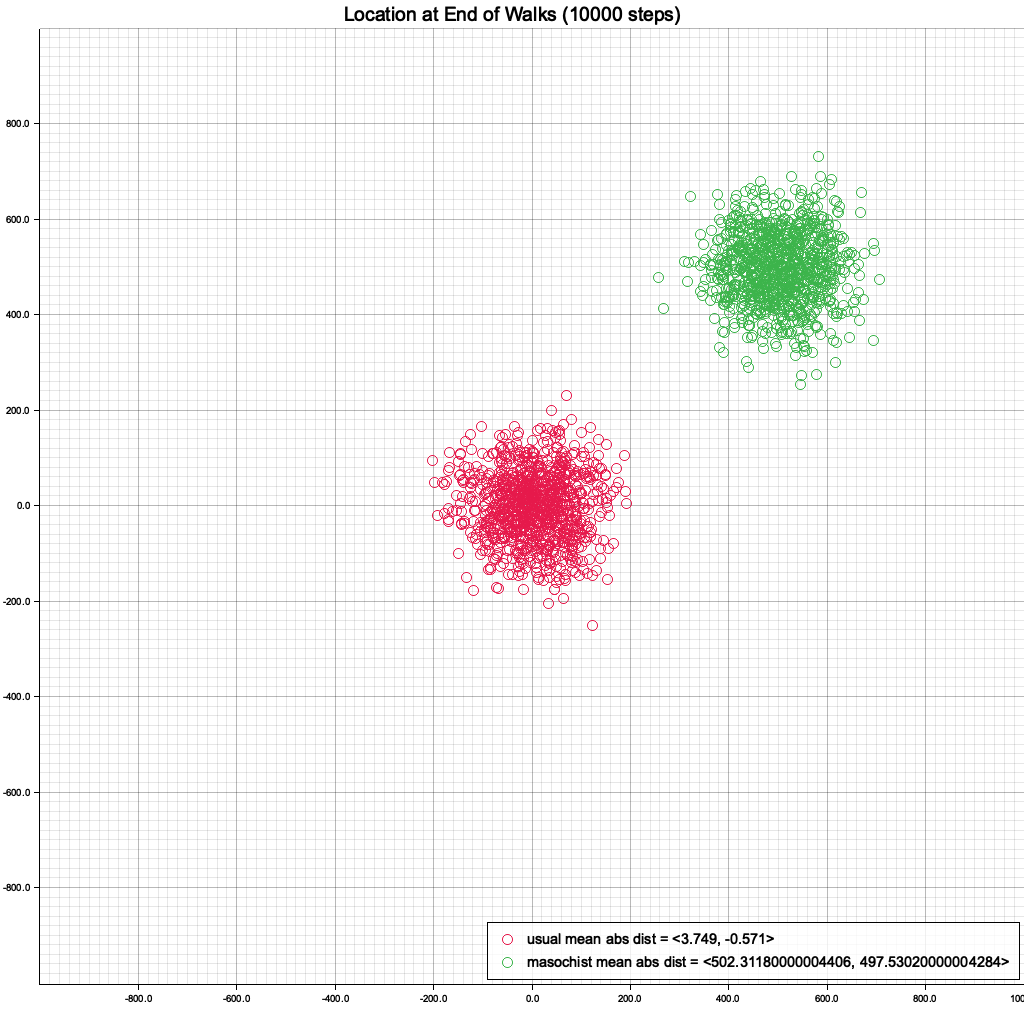 Location at End of Walks (10000 steps)
800.0
600.0
400.0
200.0
0.0
-200.0
-400.0
-600.0
-800.0
usual mean abs dist = <3.749, -0.571>
masochist mean abs dist = <502.31180000004406, 497.53020000004284>
-800.0 -600.0 -400.0 -200.0 0.0 200.0 400.0 600.0 800.0 100